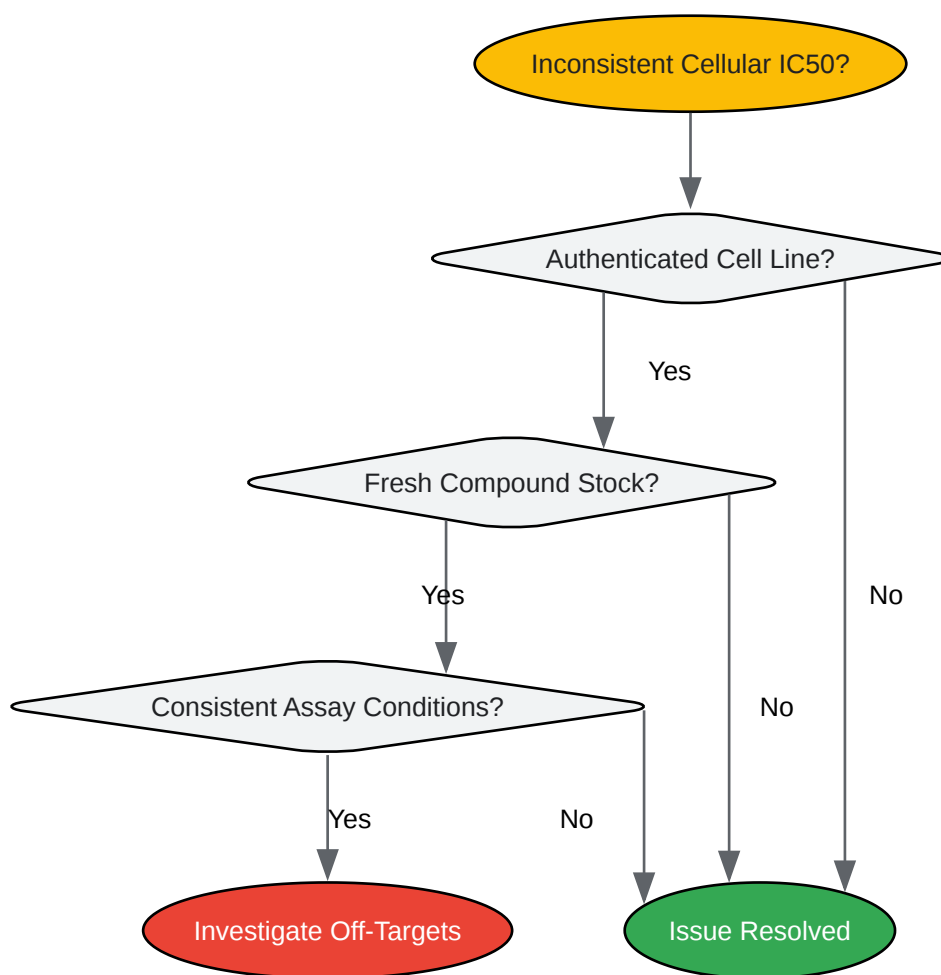 Inconsistent Cellular IC50?
Authenticated Cell Line?
Yes
Fresh Compound Stock?
Yes
No
Consistent Assay Conditions?
No
Yes
No
Investigate Off-Targets
Issue Resolved